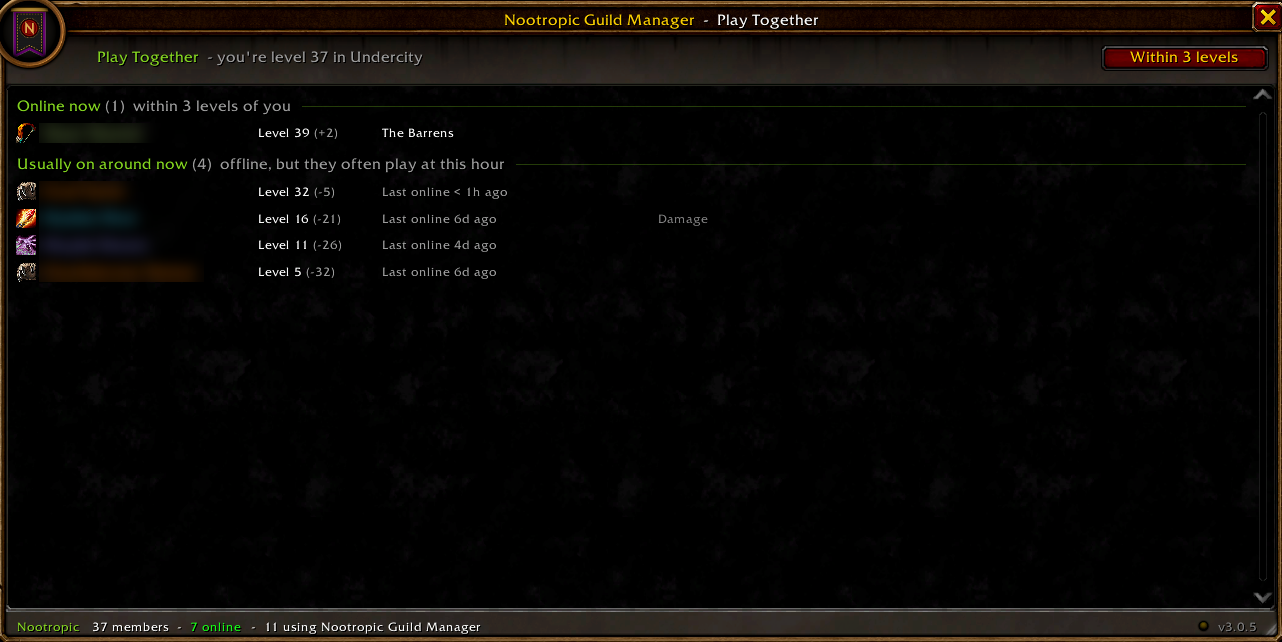 N
Nootropic Guild Manager - Play Together
Play Together - you're level 37 in Undercity
Within 3 levels
Online now (1) within 3 levels of you
Level 39 (+2) The Barrens
Usually on around now (4) offline, but they often play at this hour
Level 32 (-5) Last online < 1h ago
Level 16 (-21) Last online 6d ago Damage
Level 11 (-26) Last online 4d ago
Level 5 (-32) Last online 6d ago
Nootropic 37 members - 7 online - 11 using Nootropic Guild Manager
v3.0.5